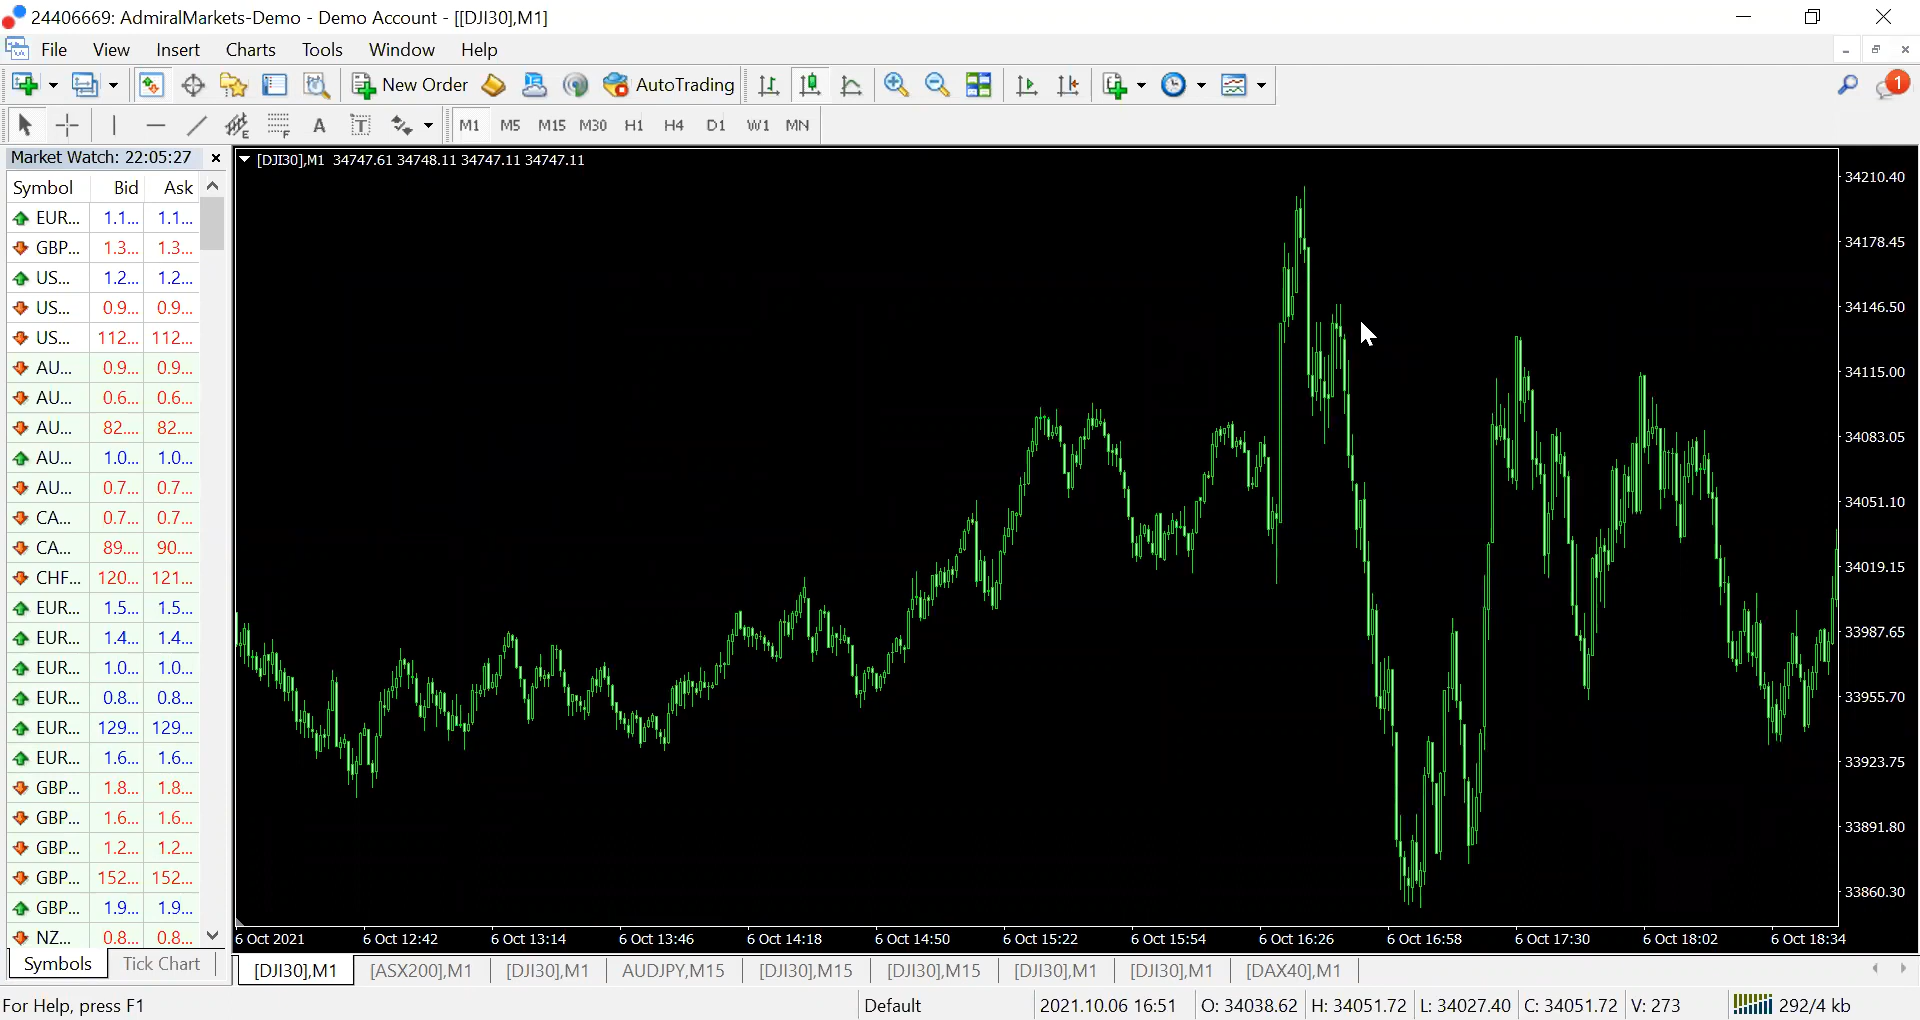 24406669: AdmiralMarkets-Demo - Demo Account - [[DJI30],M1]
File View Insert Charts Tools Window Help
New Order AutoTrading 1
A T M1 M5 M15 M30 H1 H4 D1 W1 MN
Market Watch: 22:05:27
Symbol Bid Ask
EUR... 1.1... 1.1...
GBP... 1.3... 1.3...
US... 1.2... 1.2...
US... 0.9... 0.9...
US... 112... 112...
AU... 0.9... 0.9...
AU... 0.6... 0.6...
AU... 82.... 82....
AU... 1.0... 1.0...
AU... 0.7... 0.7...
CA... 0.7... 0.7...
CA... 89.... 90....
CHF... 120... 121...
EUR... 1.5... 1.5...
EUR... 1.4... 1.4...
EUR... 1.0... 1.0...
EUR... 0.8... 0.8...
EUR... 129... 129...
EUR... 1.6... 1.6...
GBP... 1.8... 1.8...
GBP... 1.6... 1.6...
GBP... 1.2... 1.2...
GBP... 152... 152...
GBP... 1.9... 1.9...
NZ... 0.8... 0.8...
Symbols Tick Chart
[DJI30],M1 34747.61 34748.11 34747.11 34747.11
34210.40
34178.45
34146.50
34115.00
34083.05
34051.10
34019.15
33987.65
33955.70
33923.75
33891.80
33860.30
6 Oct 2021 6 Oct 12:42 6 Oct 13:14 6 Oct 13:46 6 Oct 14:18 6 Oct 14:50 6 Oct 15:22 6 Oct 15:54 6 Oct 16:26 6 Oct 16:58 6 Oct 17:30 6 Oct 18:02 6 Oct 18:34
[DJI30],M1 [ASX200],M1 [DJI30],M1 AUDJPY,M15 [DJI30],M15 [DJI30],M15 [DJI30],M1 [DJI30],M1 [DAX40],M1
For Help, press F1 Default 2021.10.06 16:51 O: 34038.62 H: 34051.72 L: 34027.40 C: 34051.72 V: 273 292/4 kb